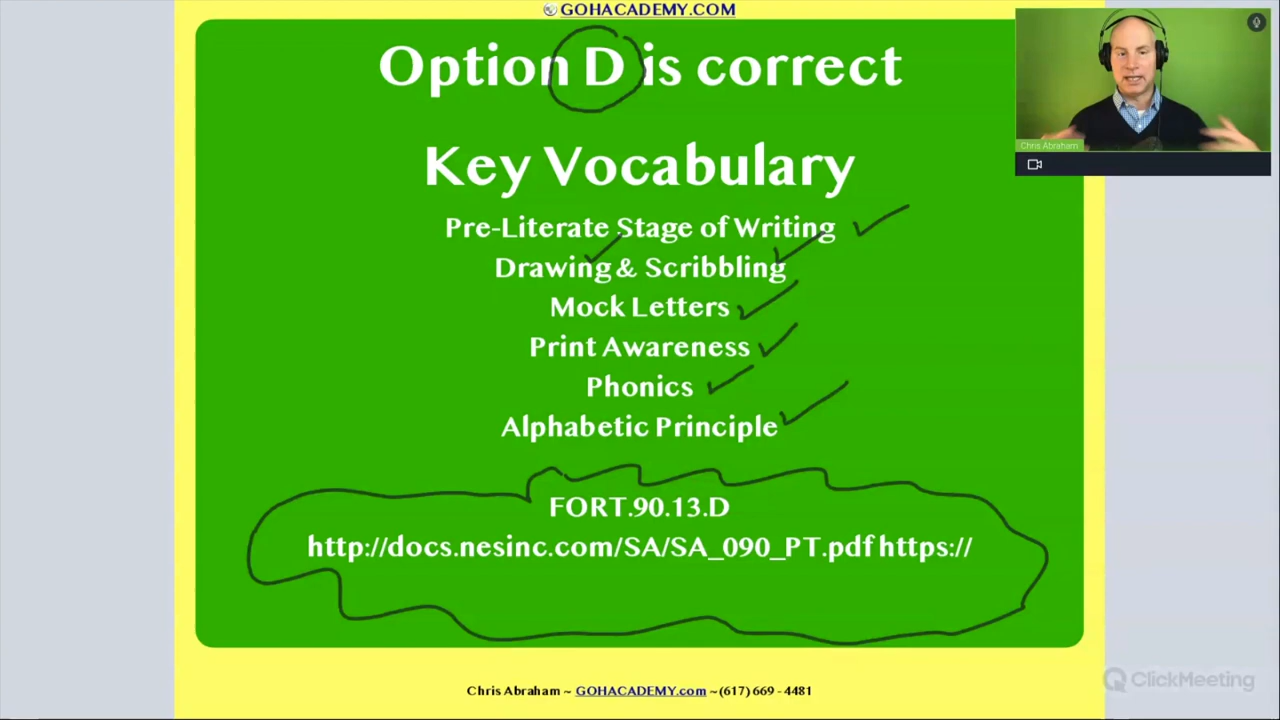 GOHACADEMY.COM
Option D is correct
Chris Abraham
Key Vocabulary
Pre-Literate Stage of Writing
Drawing & Scribbling
Mock Letters
Print Awareness
Phonics
Alphabetic Principle
FORT.90.13.D
http://docs.nesinc.com/SA/SA_090_PT.pdf https://
ClickMeeting
Chris Abraham ~ GOHACADEMY.com ~(617) 669 - 4481